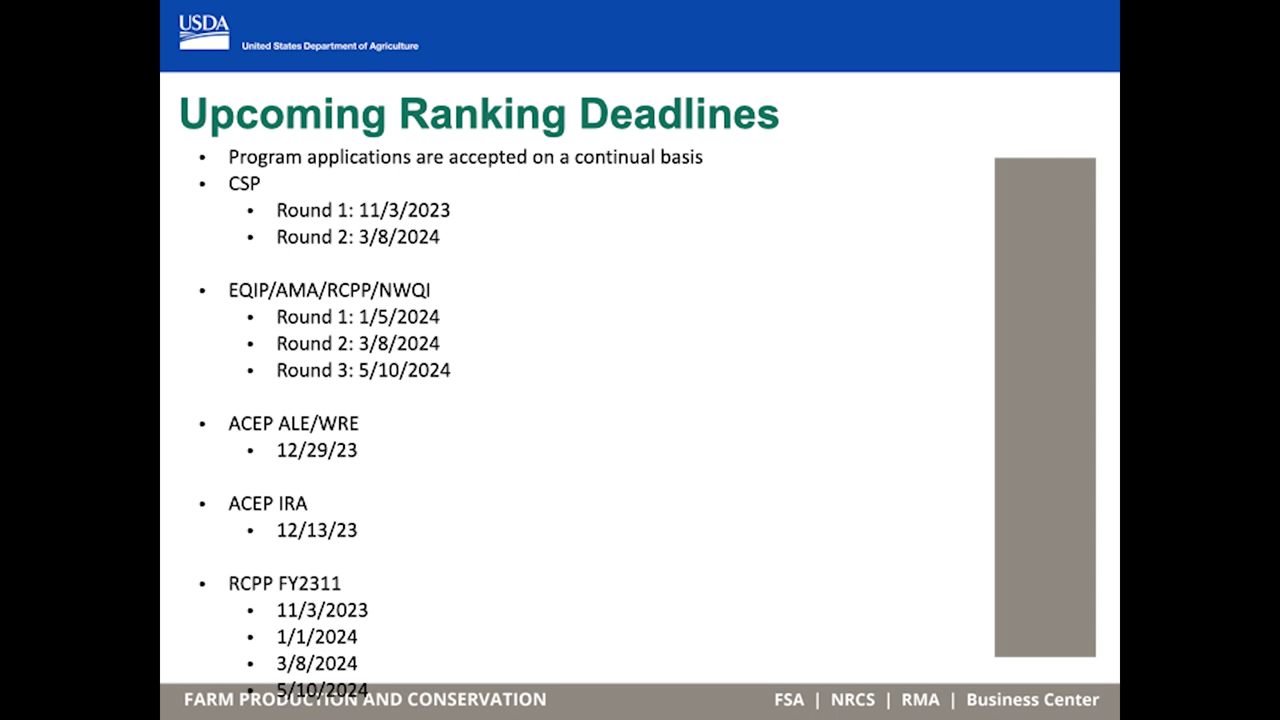 USDA
United States Department of Agriculture
Upcoming Ranking Deadlines
• Program applications are accepted on a continual basis
• CSP
• Round 1: 11/3/2023
• Round 2: 3/8/2024
• EQIP/AMA/RCPP/NWQI
• Round 1: 1/5/2024
• Round 2: 3/8/2024
• Round 3: 5/10/2024
• ACEP ALE/WRE
• 12/29/23
• ACEP IRA
• 12/13/23
• RCPP FY2311
• 11/3/2023
• 1/1/2024
• 3/8/2024
• 5/10/2024
FARM PRODUCTION AND CONSERVATION
FSA | NRCS | RMA | Business Center